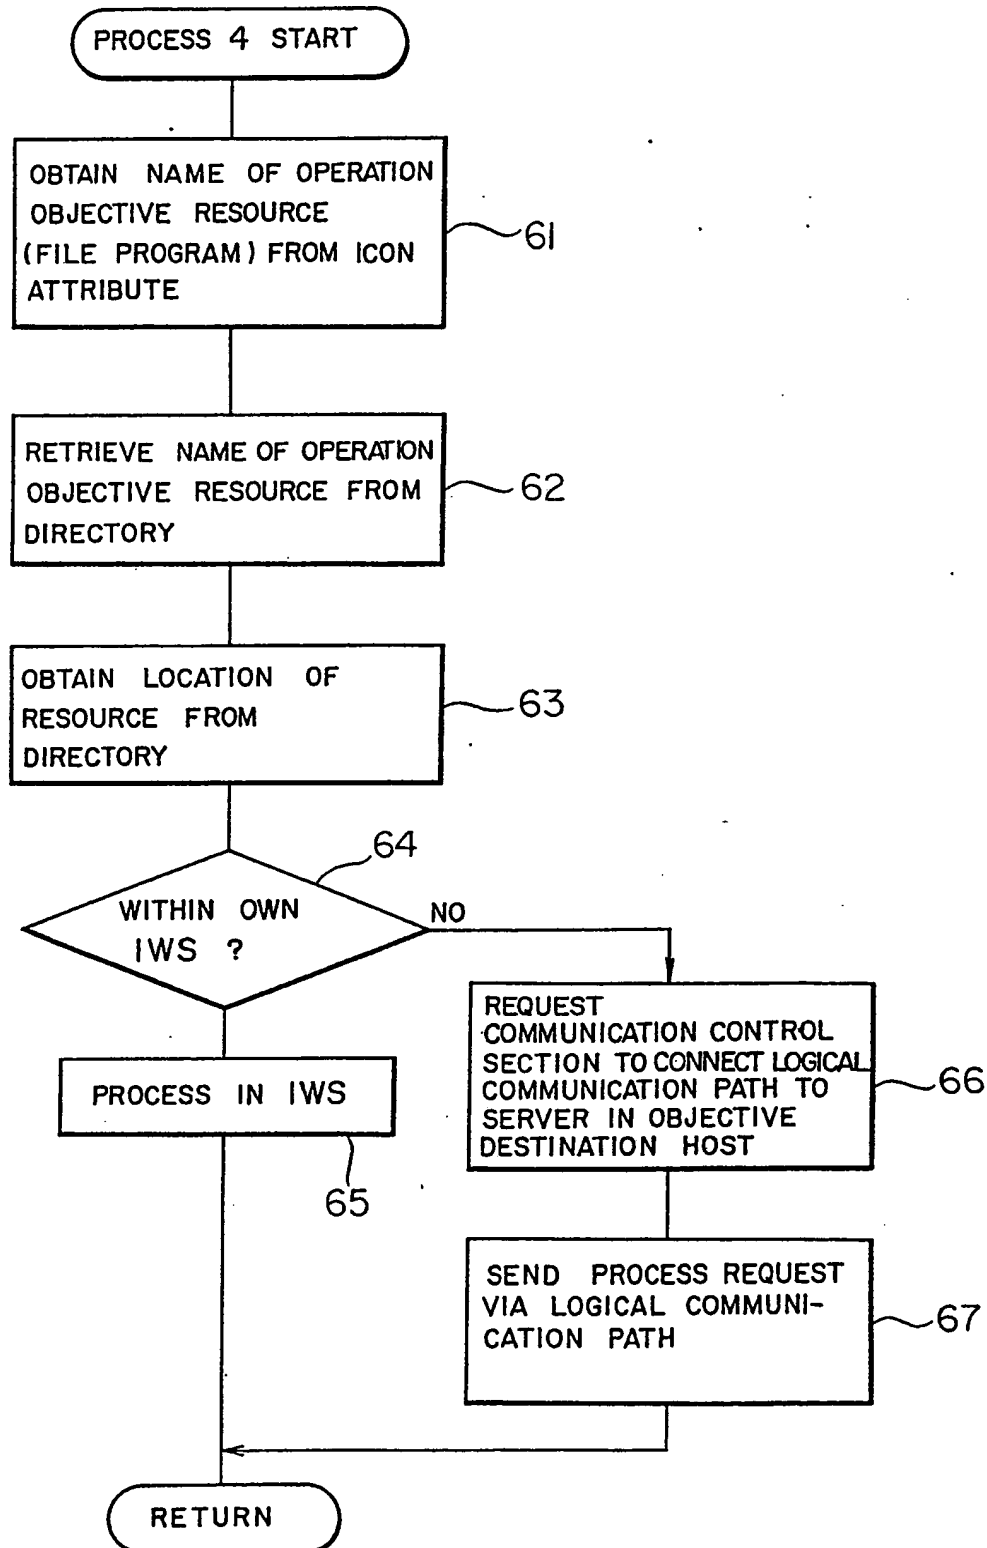 PROCESS 4 START
OBTAIN NAME OF OPERATION
OBJECTIVE RESOURCE
(FILE PROGRAM) FROM ICON
ATTRIBUTE
61
RETRIEVE NAME OF OPERATION
OBJECTIVE RESOURCE FROM
DIRECTORY
62
OBTAIN LOCATION OF
RESOURCE FROM
DIRECTORY
63
64
WITHIN OWN
IWS ?
NO
PROCESS IN IWS
65
REQUEST
COMMUNICATION CONTROL
SECTION TO CONNECT LOGICAL
COMMUNICATION PATH TO
SERVER IN OBJECTIVE
DESTINATION HOST
66
SEND PROCESS REQUEST
VIA LOGICAL COMMUNI-
CATION PATH
67
RETURN